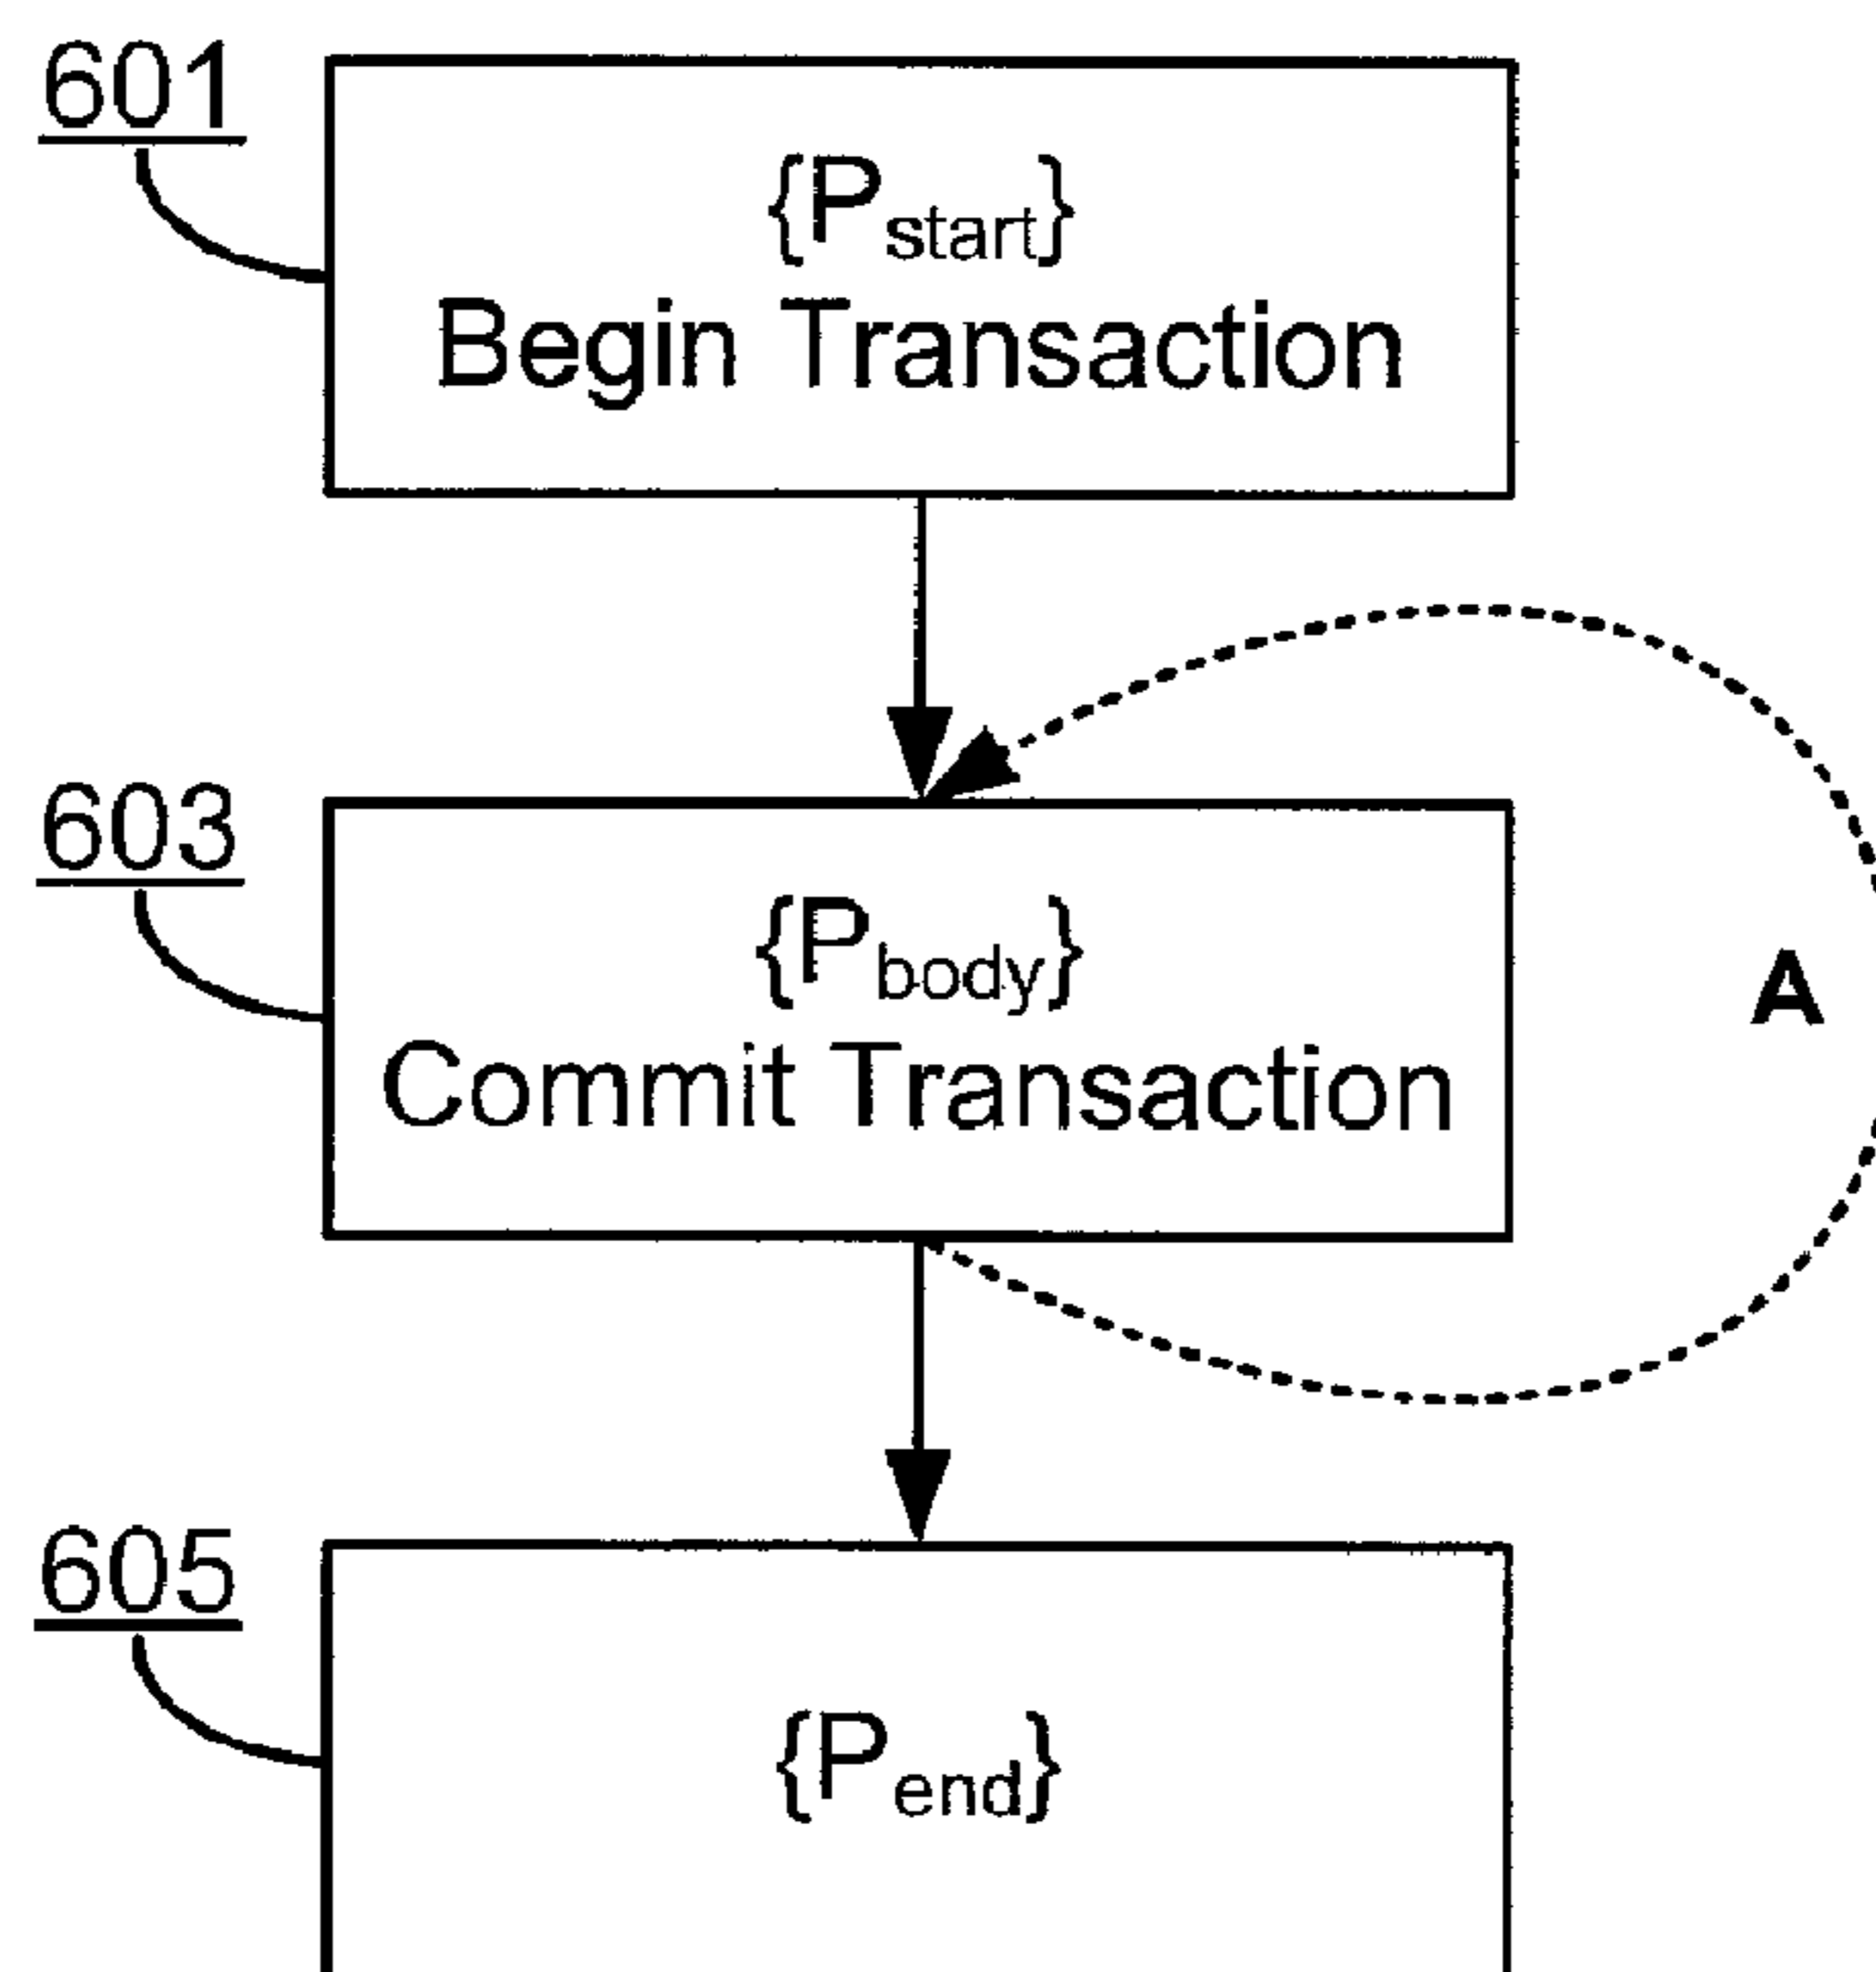 601
{Pstart}
Begin Transaction
603
{Pbody}
Commit Transaction
A
605
{Pend}